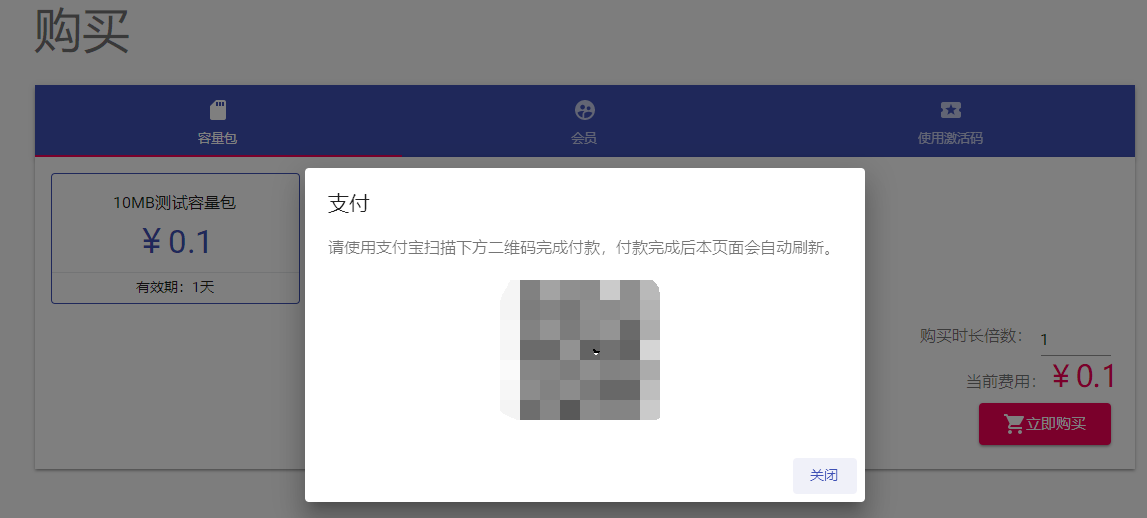 购买
容量包
会员
使用激活码
10MB测试容量包
￥0.1
有效期：1天
支付
请使用支付宝扫描下方二维码完成付款，付款完成后本页面会自动刷新。
购买时长倍数：
1
当前费用：
￥0.1
立即购买
关闭